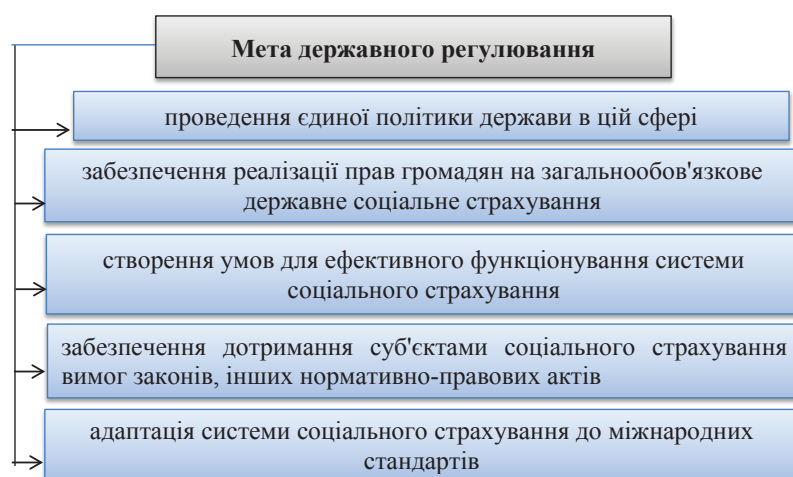 Мета державного регулювання
проведення єдиної політики держави в цій сфері
забезпечення реалізації прав громадян на загальнообов'язкове
державне соціальне страхування
створення умов для ефективного функціонування системи
соціального страхування
забезпечення дотримання суб'єктами соціального страхування
вимог законів, інших нормативно-правових актів
адаптація системи соціального страхування до міжнародних
стандартів